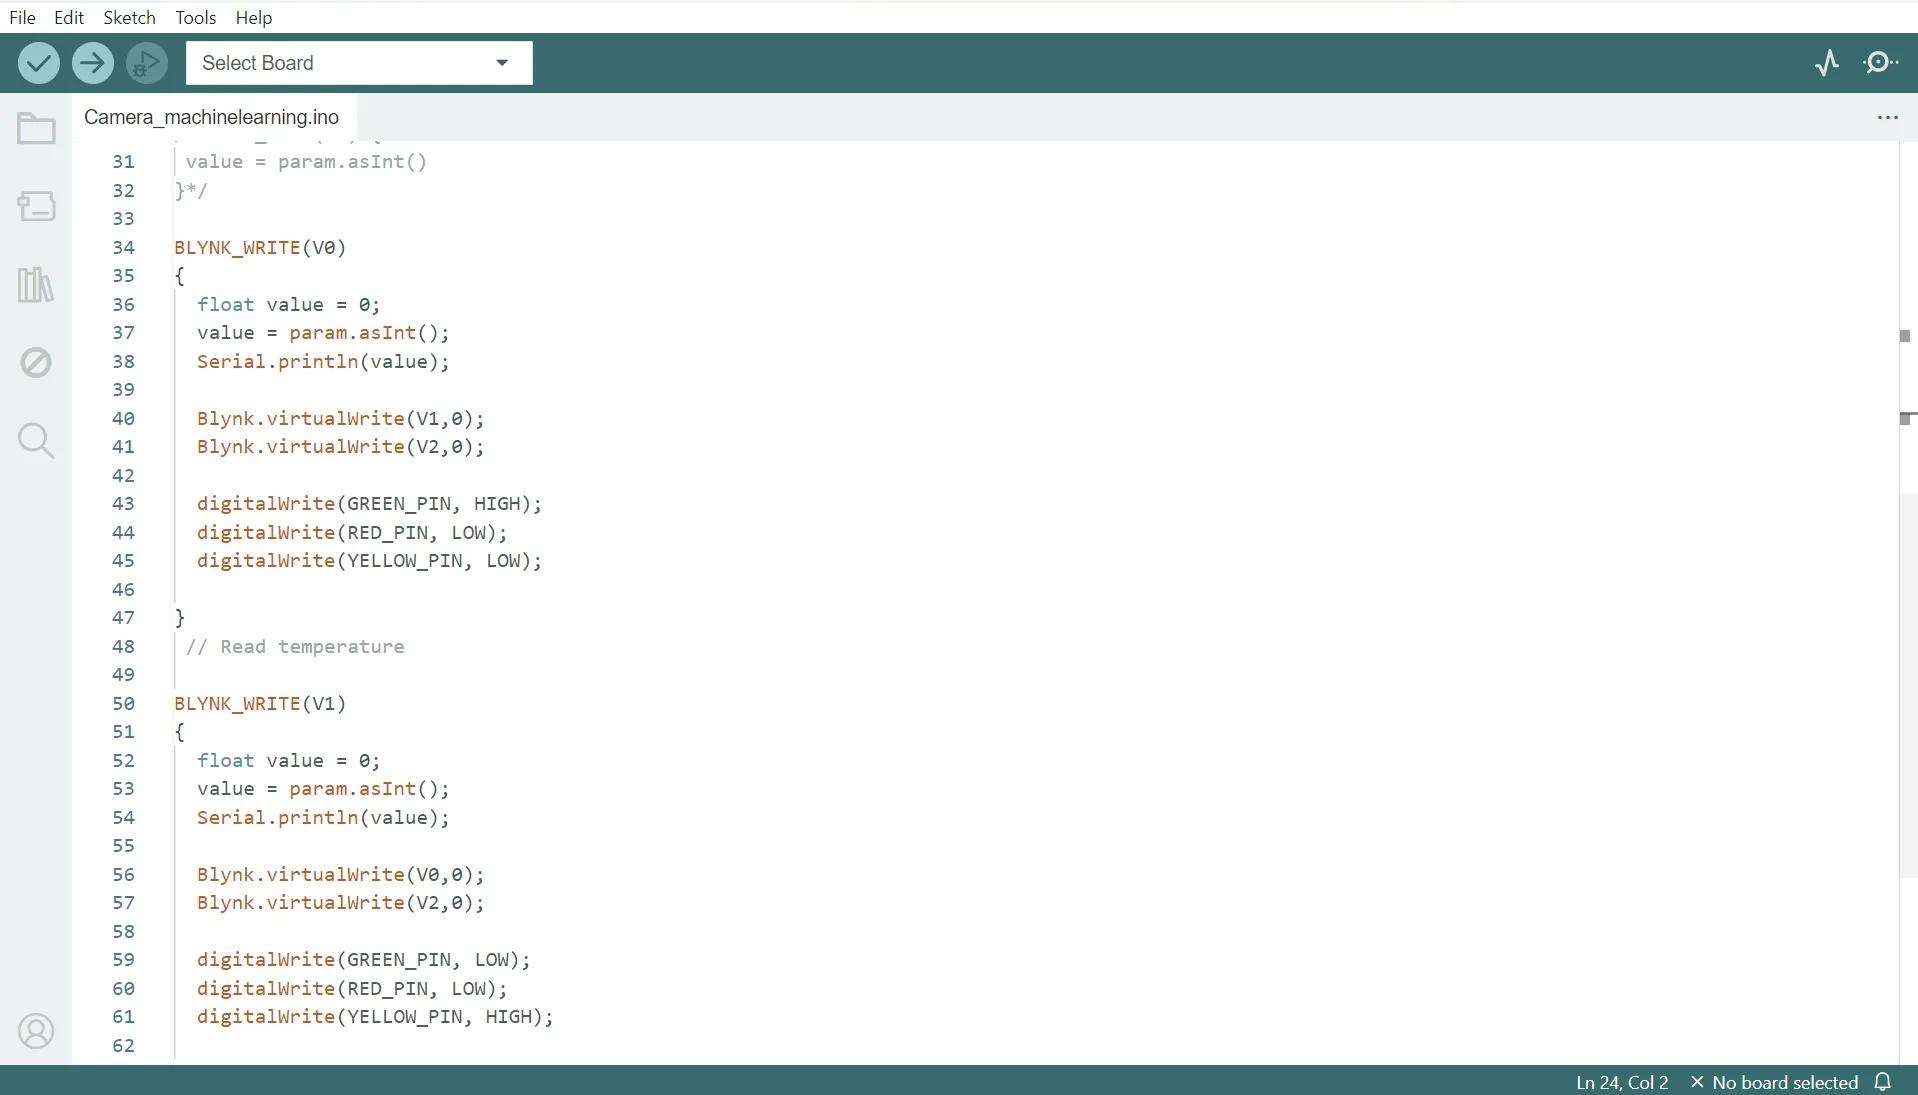 File Edit Sketch Tools Help
Select Board
Camera_machinelearning.ino
31 value = param.asInt()
32 }*/
33
34 BLYNK_WRITE(V0)
35 {
36 float value = 0;
37 value = param.asInt();
38 Serial.println(value);
39
40 Blynk.virtualWrite(V1,0);
41 Blynk.virtualWrite(V2,0);
42
43 digitalWrite(GREEN_PIN, HIGH);
44 digitalWrite(RED_PIN, LOW);
45 digitalWrite(YELLOW_PIN, LOW);
46
47 }
48 // Read temperature
49
50 BLYNK_WRITE(V1)
51 {
52 float value = 0;
53 value = param.asInt();
54 Serial.println(value);
55
56 Blynk.virtualWrite(V0,0);
57 Blynk.virtualWrite(V2,0);
58
59 digitalWrite(GREEN_PIN, LOW);
60 digitalWrite(RED_PIN, LOW);
61 digitalWrite(YELLOW_PIN, HIGH);
62
Ln 24, Col 2 × No board selected